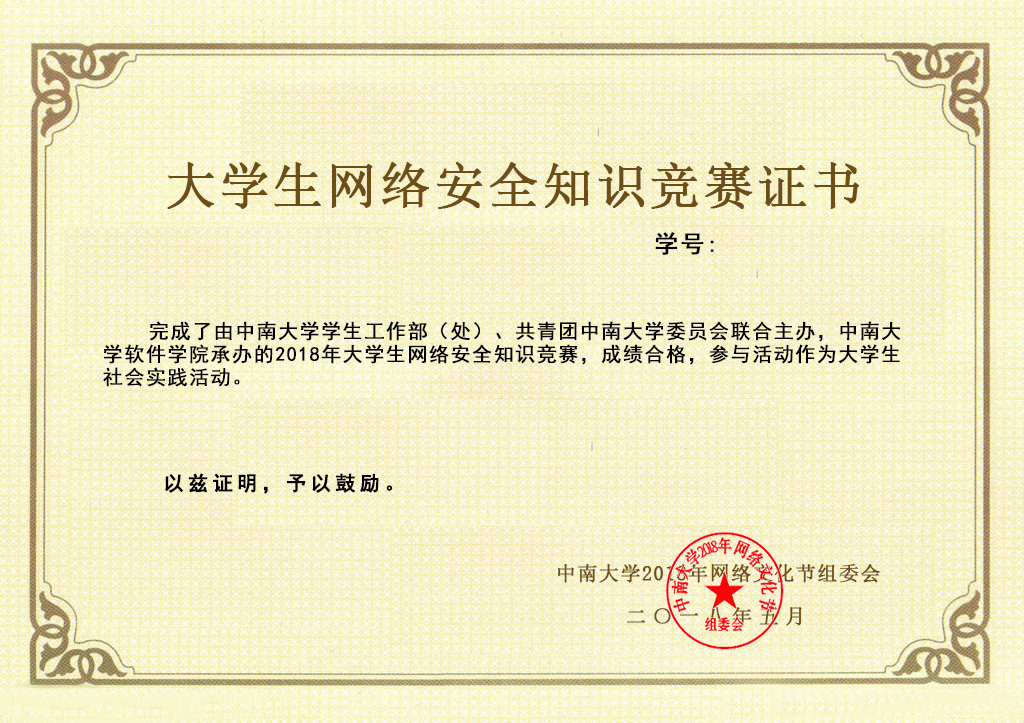 大学生网络安全知识竞赛证书
学号:
完成了由中南大学学生工作部（处）、共青团中南大学委员会联合主办，中南大
学软件学院承办的2018年大学生网络安全知识竞赛，成绩合格，参与活动作为大学生
社会实践活动。
以兹证明，予以鼓励。
中南大学2018年网络文化节组委会
二〇一八年五月
中南大学2018年网络文化节
组委会